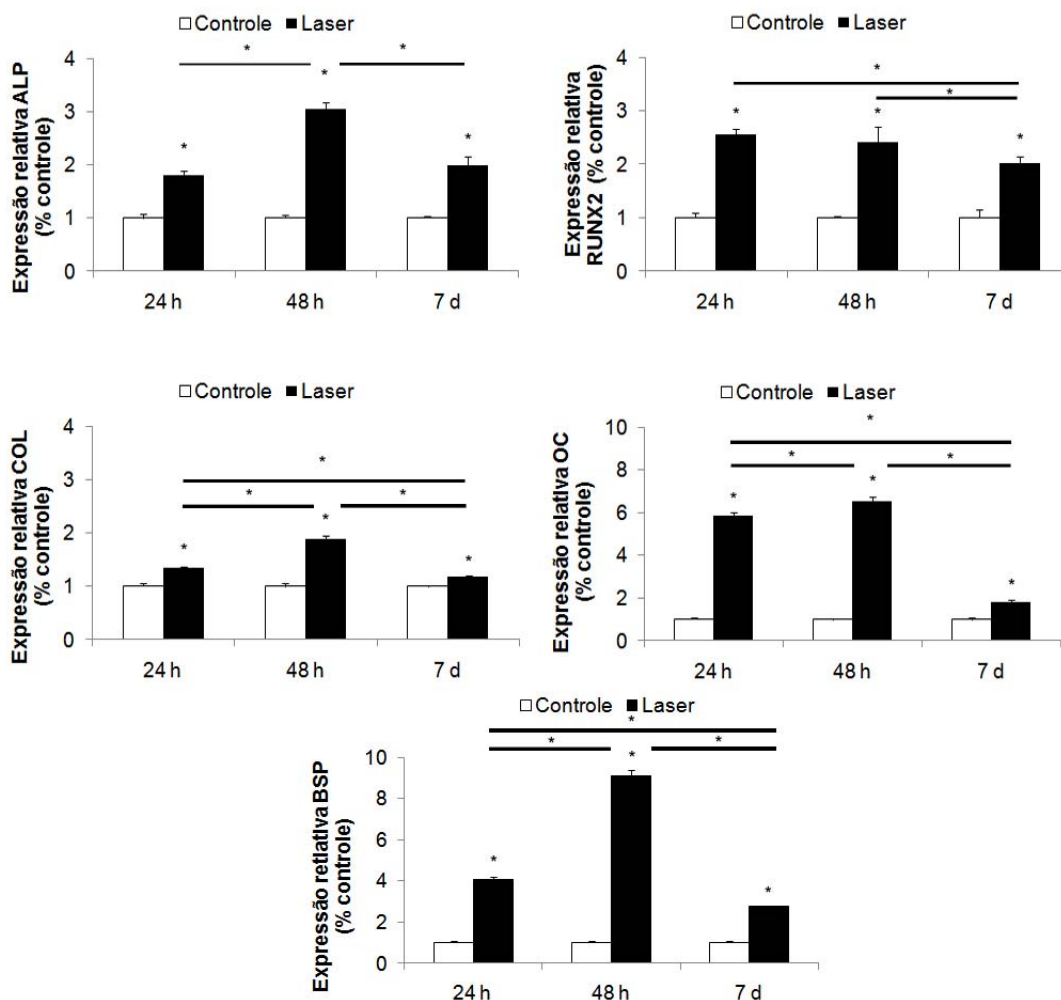 Controle Laser
Expressão relativa ALP
(% controle)
4
3
2
1
0
* *
* * *
24 h 48 h 7 d
Controle Laser
Expressão relativa
RUNX2 (% controle)
4
3
2
1
0
*
*
* * *
24 h 48 h 7 d
Controle Laser
Expressão relativa COL
(% controle)
4
3
2
1
0
*
* *
* * *
24 h 48 h 7 d
Controle Laser
Expressão relativa OC
(% controle)
10
8
6
4
2
0
*
* *
* * *
24 h 48 h 7 d
Controle Laser
Expressão retlativa BSP
(% controle)
10
8
6
4
2
0
*
* *
* * *
24 h 48 h 7 d